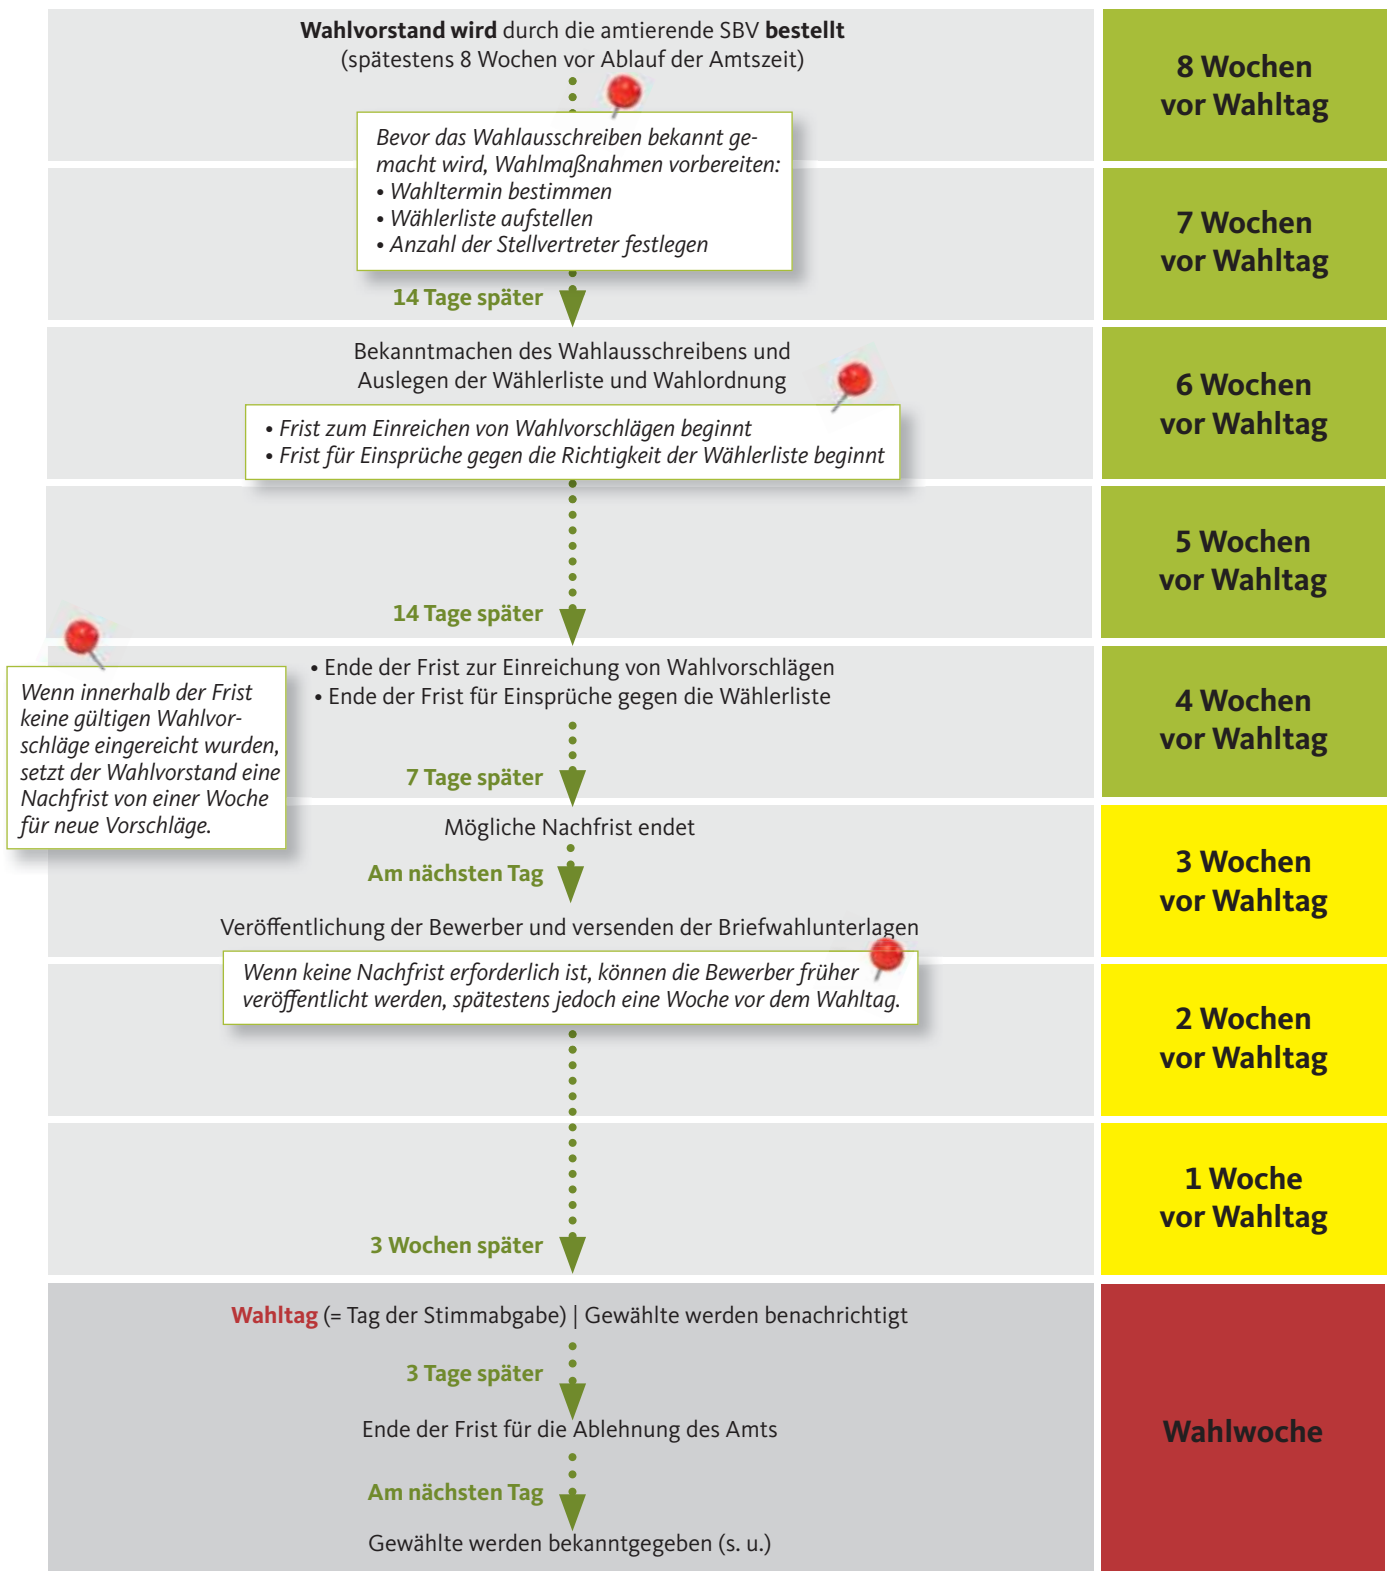 Wahlvorstand wird durch die amtierende SBV bestellt
(spätestens 8 Wochen vor Ablauf der Amtszeit)
8 Wochen
vor Wahltag
Bevor das Wahlausschreiben bekannt ge-
macht wird, Wahlmaßnahmen vorbereiten:
• Wahltermin bestimmen
• Wählerliste aufstellen
• Anzahl der Stellvertreter festlegen
7 Wochen
vor Wahltag
14 Tage später
Bekanntmachen des Wahlausschreibens und
Auslegen der Wählerliste und Wahlordnung
6 Wochen
vor Wahltag
• Frist zum Einreichen von Wahlvorschlägen beginnt
• Frist für Einsprüche gegen die Richtigkeit der Wählerliste beginnt
5 Wochen
vor Wahltag
14 Tage später
• Ende der Frist zur Einreichung von Wahlvorschlägen
• Ende der Frist für Einsprüche gegen die Wählerliste
4 Wochen
vor Wahltag
Wenn innerhalb der Frist
keine gültigen Wahlvor-
schläge eingereicht wurden,
setzt der Wahlvorstand eine
Nachfrist von einer Woche
für neue Vorschläge.
7 Tage später
Mögliche Nachfrist endet
3 Wochen
vor Wahltag
Am nächsten Tag
Veröffentlichung der Bewerber und versenden der Briefwahlunterlagen
Wenn keine Nachfrist erforderlich ist, können die Bewerber früher
veröffentlicht werden, spätestens jedoch eine Woche vor dem Wahltag.
2 Wochen
vor Wahltag
1 Woche
vor Wahltag
3 Wochen später
Wahltag (= Tag der Stimmabgabe) | Gewählte werden benachrichtigt
3 Tage später
Ende der Frist für die Ablehnung des Amts
Wahlwoche
Am nächsten Tag
Gewählte werden bekanntgegeben (s. u.)